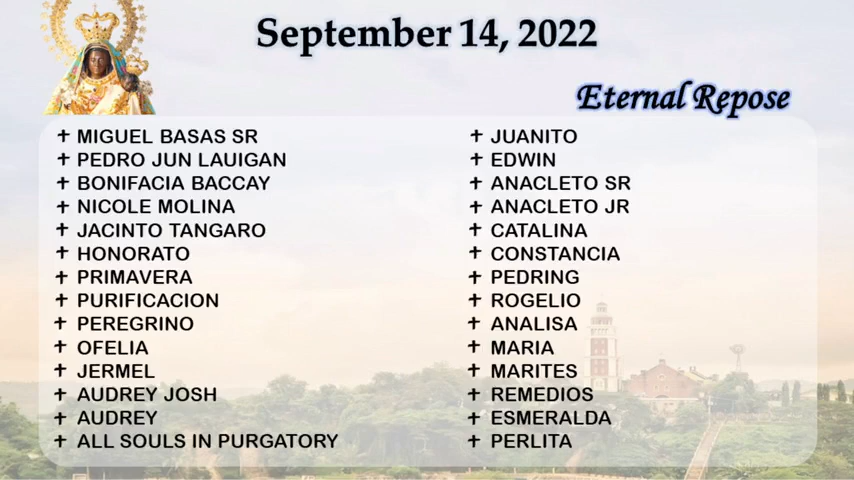 September 14, 2022
Eternal Repose
✝ MIGUEL BASAS SR
✝ PEDRO JUN LAUIGAN
✝ BONIFACIA BACCAY
✝ NICOLE MOLINA
✝ JACINTO TANGARO
✝ HONORATO
✝ PRIMAVERA
✝ PURIFICACION
✝ PEREGRINO
✝ OFELIA
✝ JERMEL
✝ AUDREY JOSH
✝ AUDREY
✝ ALL SOULS IN PURGATORY
✝ JUANITO
✝ EDWIN
✝ ANACLETO SR
✝ ANACLETO JR
✝ CATALINA
✝ CONSTANCIA
✝ PEDRING
✝ ROGELIO
✝ ANALISA
✝ MARIA
✝ MARITES
✝ REMEDIOS
✝ ESMERALDA
✝ PERLITA